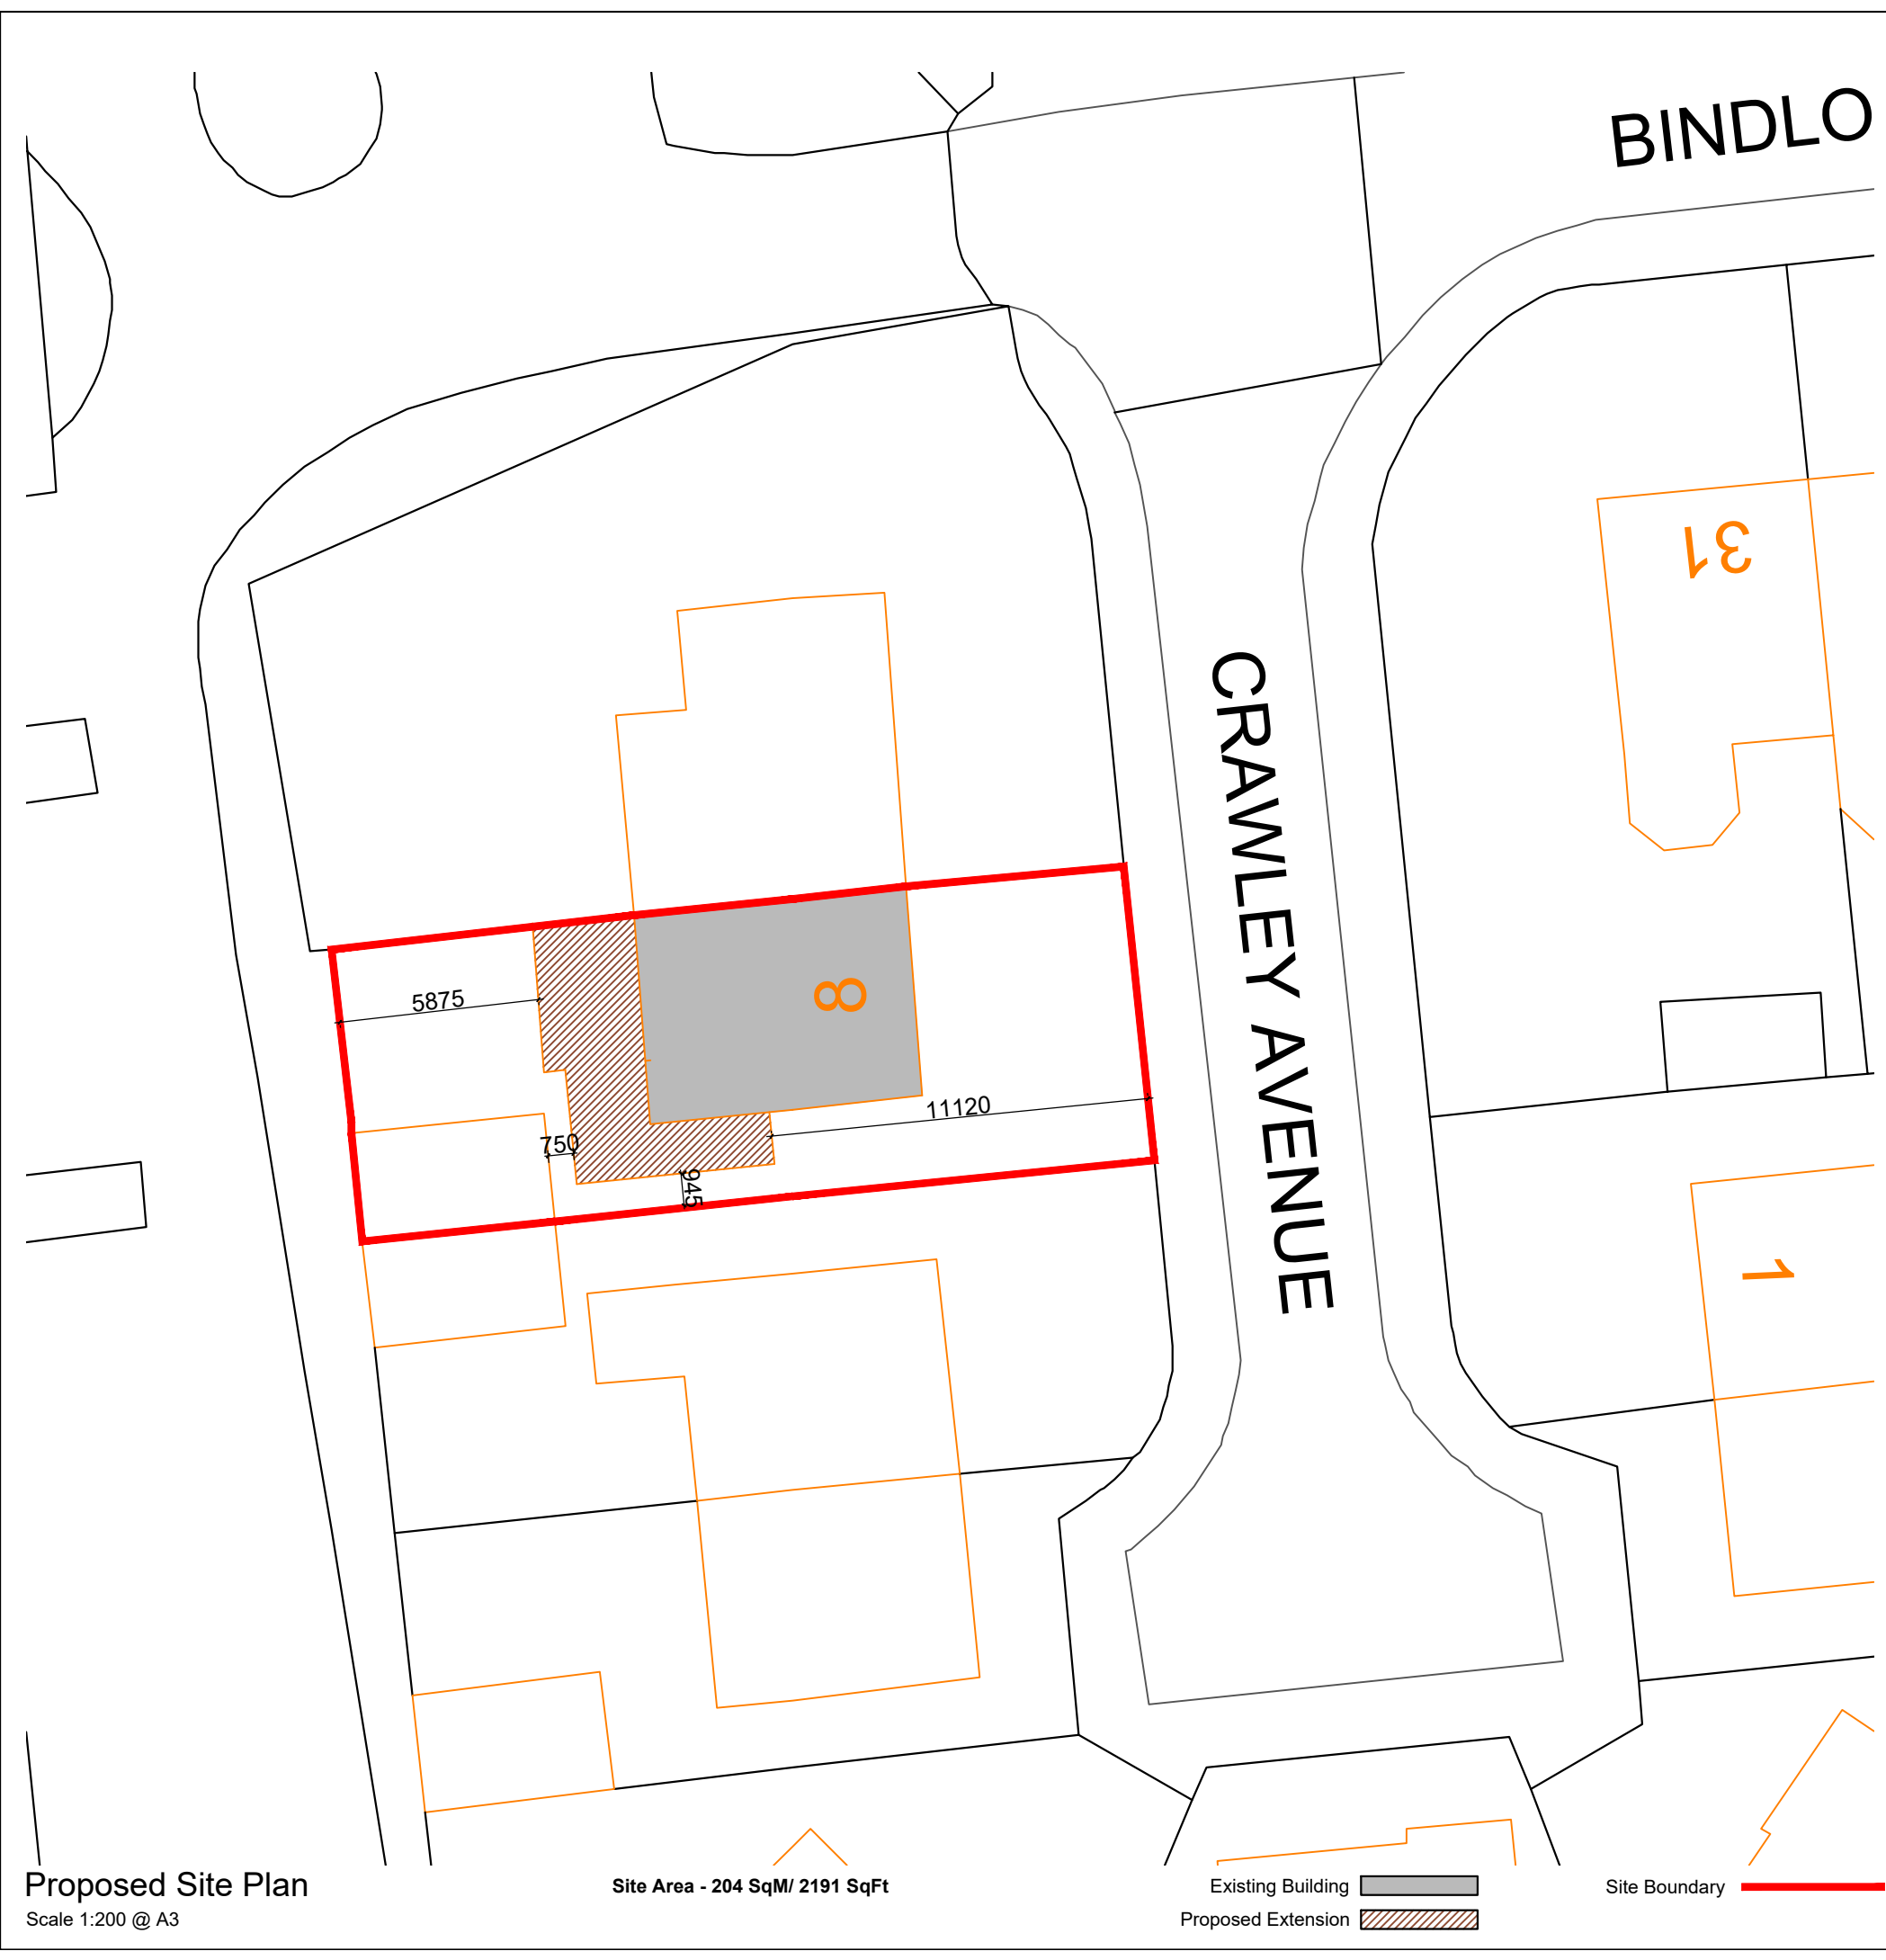 BINDLO
31
CRAWLEY AVENUE
8
5875
11120
750
945
1
Proposed Site Plan
Scale 1:200 @ A3
Site Area - 204 SqM/ 2191 SqFt
Existing Building
Proposed Extension
Site Boundary